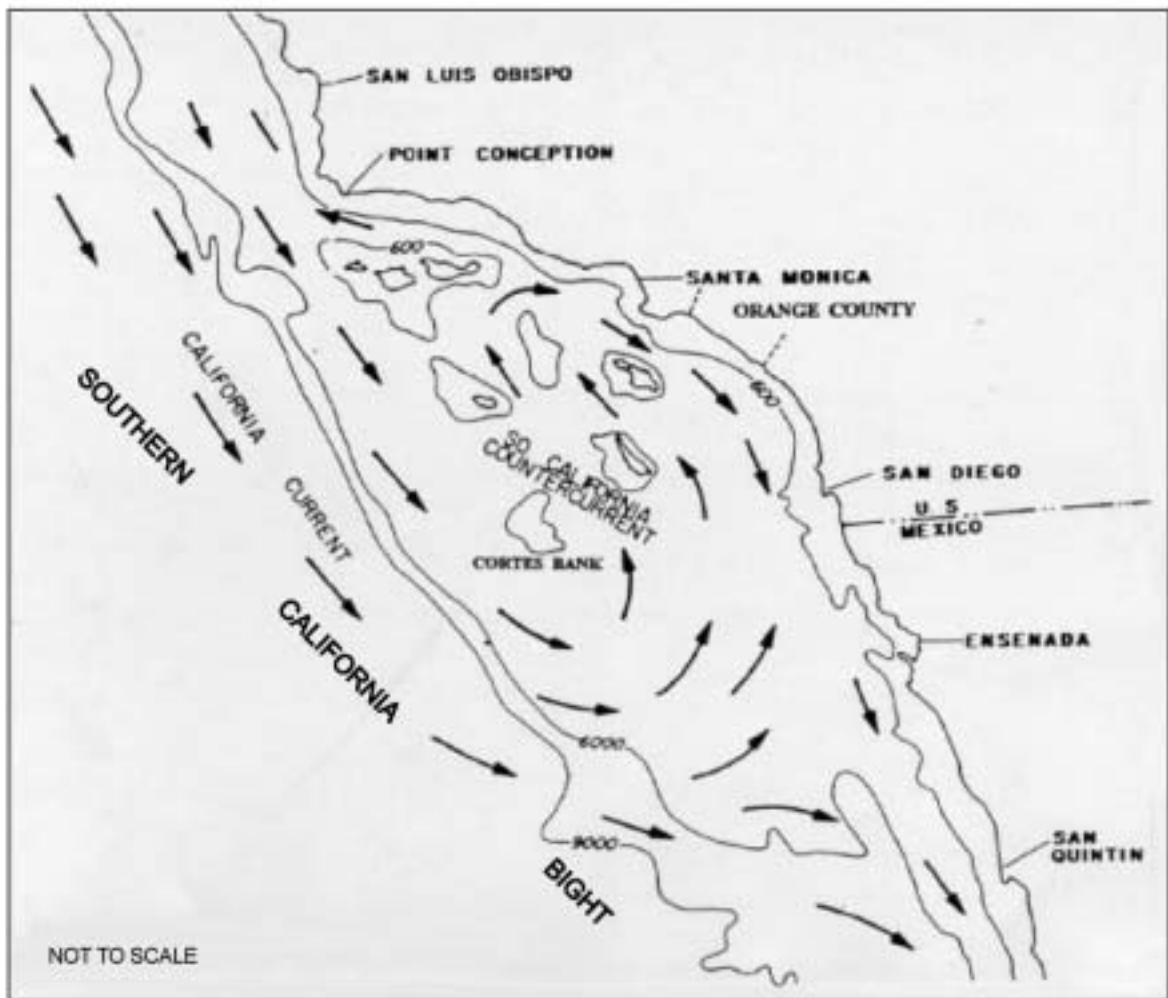 SAN LUIS OBISPO
POINT CONCEPTION
600
SANTA MONICA
ORANGE COUNTY
CALIFORNIA
CURRENT
SOUTHERN
CALIFORNIA
BIGHT
600
SO. CALIFORNIA
COUNTERCURRENT
SAN DIEGO
U S
MEXICO
CORTES BANK
ENSENADA
6000
9000
SAN
QUINTIN
NOT TO SCALE